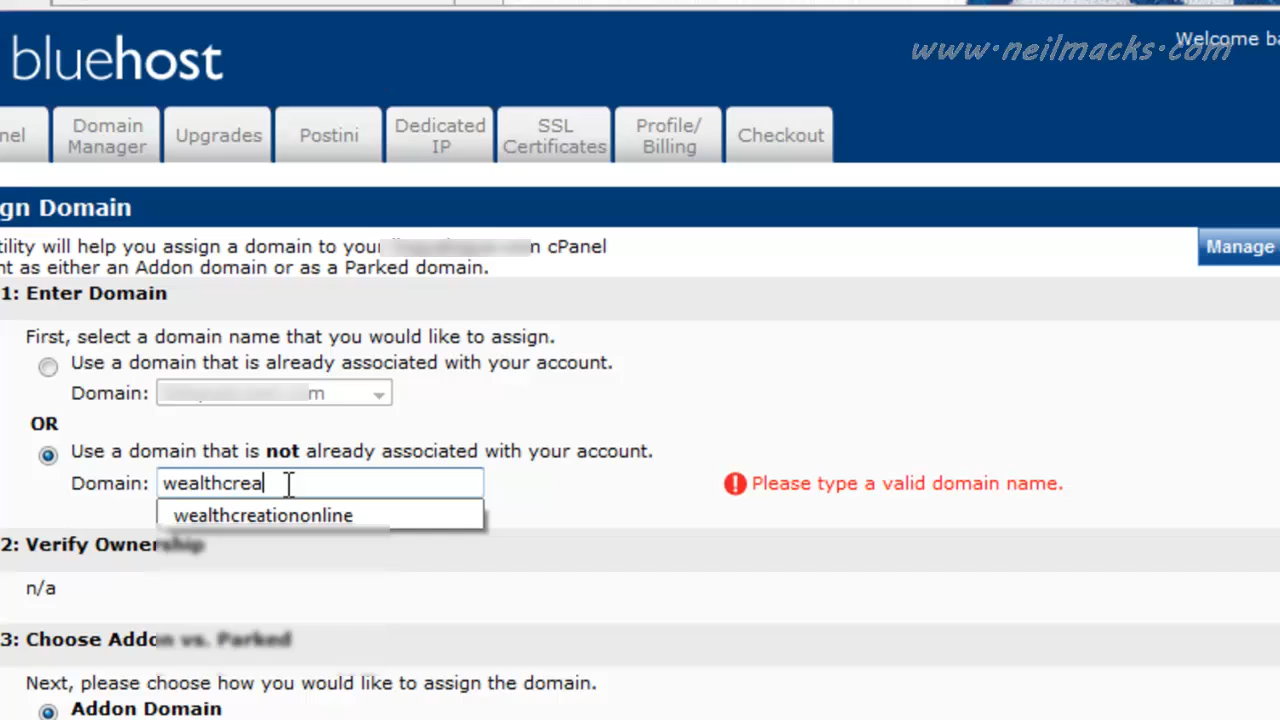 bluehost
www.neilmacks.com
Welcome ba
nel
Domain Manager
Upgrades
Postini
Dedicated IP
SSL Certificates
Profile/ Billing
Checkout
gn Domain
tility will help you assign a domain to your n cPanel
nt as either an Addon domain or as a Parked domain.
Manage
1: Enter Domain
First, select a domain name that you would like to assign.
Use a domain that is already associated with your account.
Domain: m
OR
Use a domain that is not already associated with your account.
Domain: wealthcrea
Please type a valid domain name.
wealthcreationonline
2: Verify Ownership
n/a
3: Choose Addon vs. Parked
Next, please choose how you would like to assign the domain.
Addon Domain